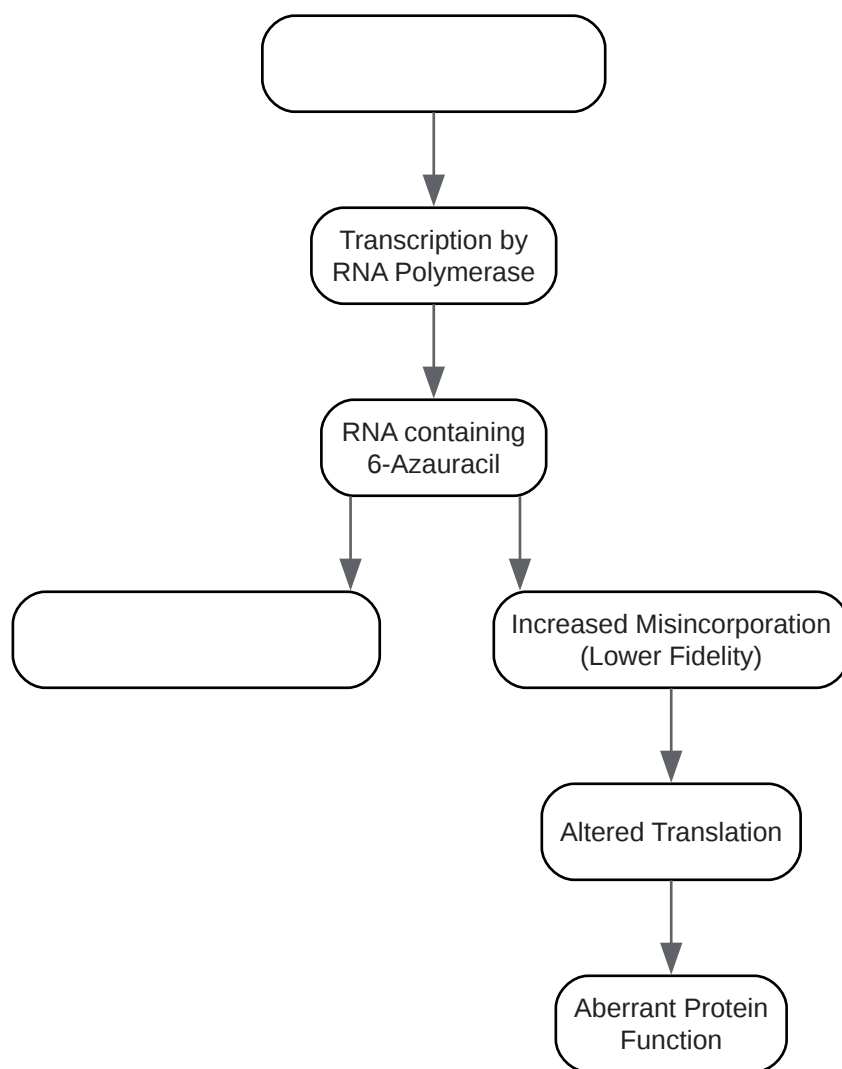 Transcription by
RNA Polymerase
RNA containing
6-Azauracil
Increased Misincorporation
(Lower Fidelity)
Altered Translation
Aberrant Protein
Function